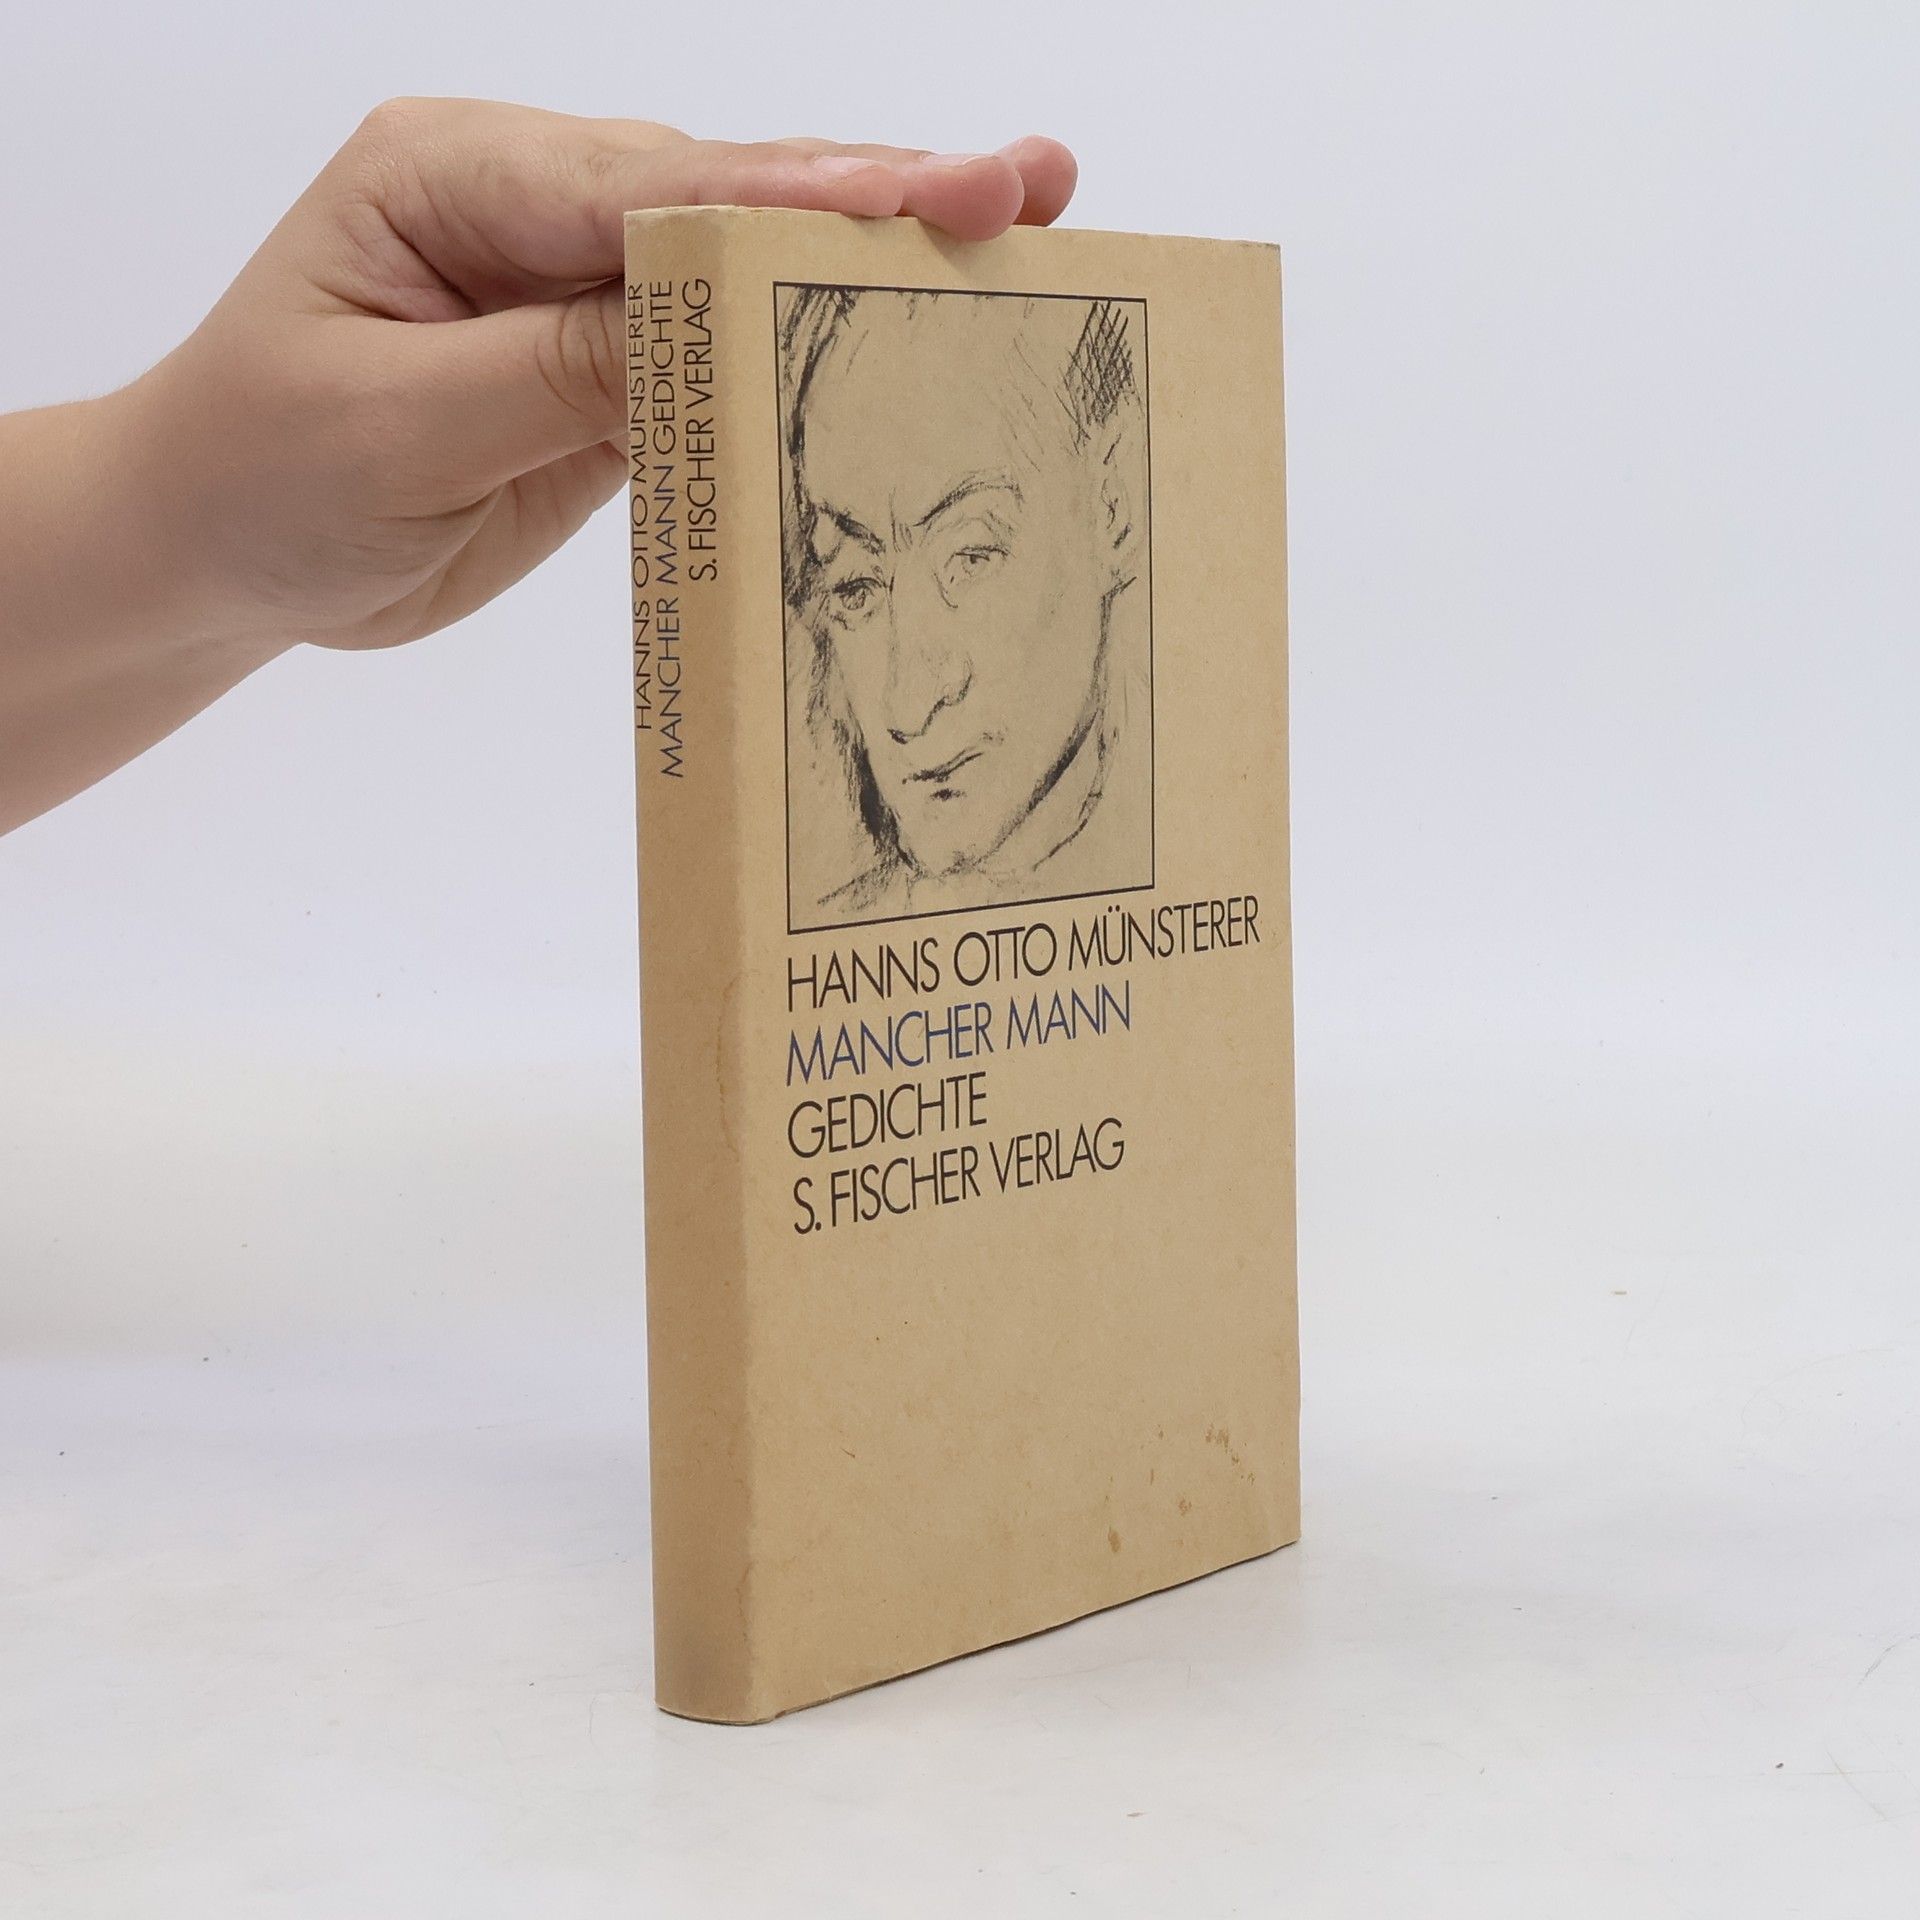 HANNS OTTO MÜNSTERER
MANCHER MANN GEDICHTE
S. FISCHER VERLAG
HANNS OTTO MÜNSTERER
MANCHER MANN
GEDICHTE
S. FISCHER VERLAG